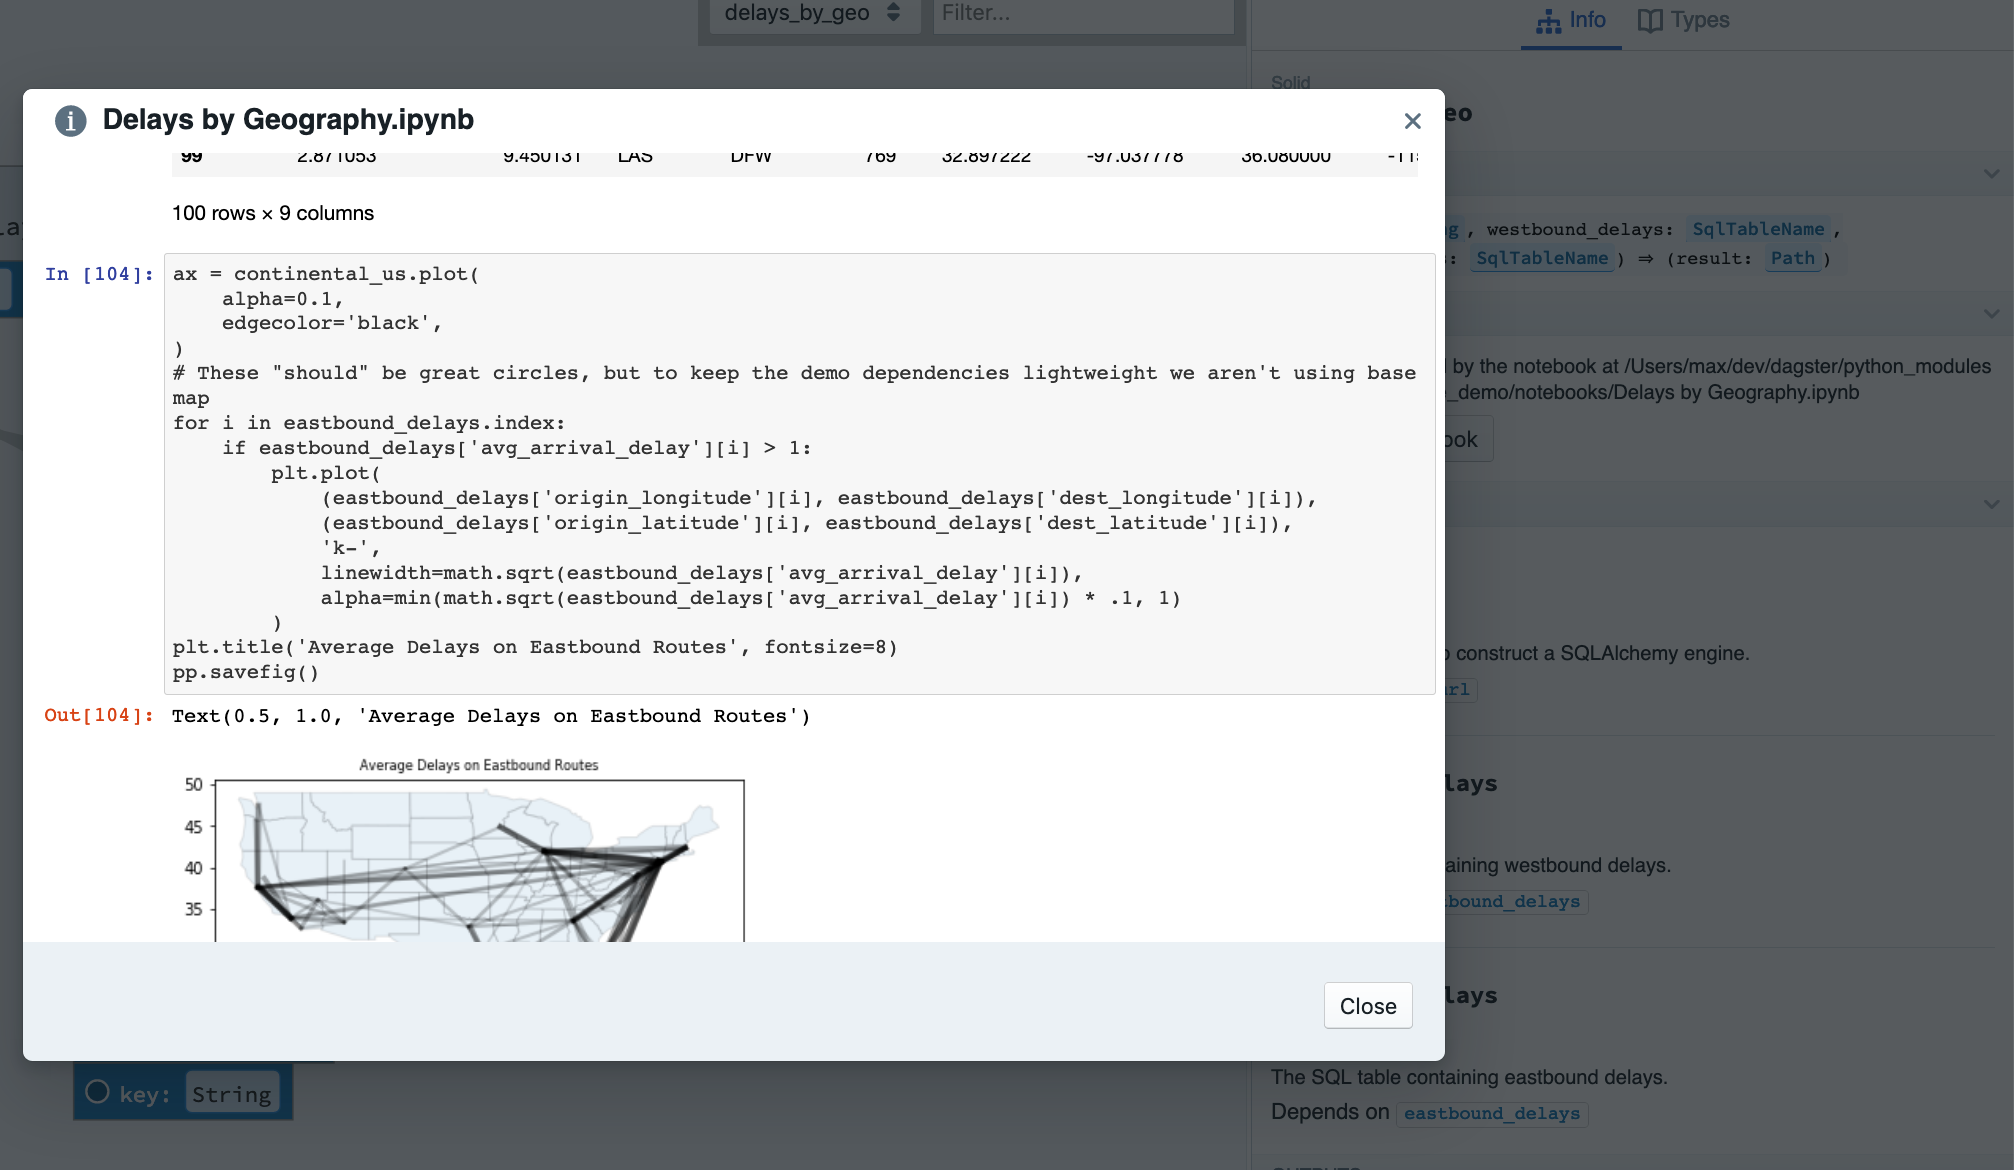 delays_by_geo
Filter...
Info
Types
Solid
eo
Delays by Geography.ipynb
99 2.871053 9.450131 LAS DFW 769 32.897222 -97.037778 36.080000
100 rows × 9 columns
In [104]:
ax = continental_us.plot(
    alpha=0.1,
    edgecolor='black',
)
# These "should" be great circles, but to keep the demo dependencies lightweight we aren't using base
map
for i in eastbound_delays.index:
    if eastbound_delays['avg_arrival_delay'][i] > 1:
        plt.plot(
            (eastbound_delays['origin_longitude'][i], eastbound_delays['dest_longitude'][i]),
            (eastbound_delays['origin_latitude'][i], eastbound_delays['dest_latitude'][i]),
            'k-',
            linewidth=math.sqrt(eastbound_delays['avg_arrival_delay'][i]),
            alpha=min(math.sqrt(eastbound_delays['avg_arrival_delay'][i]) * .1, 1)
        )
plt.title('Average Delays on Eastbound Routes', fontsize=8)
pp.savefig()
Out[104]: Text(0.5, 1.0, 'Average Delays on Eastbound Routes')
Average Delays on Eastbound Routes
50
45
40
35
Close
key: String
g, westbound_delays: SqlTableName,
: SqlTableName) ⇒ (result: Path)
by the notebook at /Users/max/dev/dagster/python_modules
_demo/notebooks/Delays by Geography.ipynb
ook
construct a SQLAlchemy engine.
url
lays
aining westbound delays.
tbound_delays
lays
The SQL table containing eastbound delays.
Depends on eastbound_delays